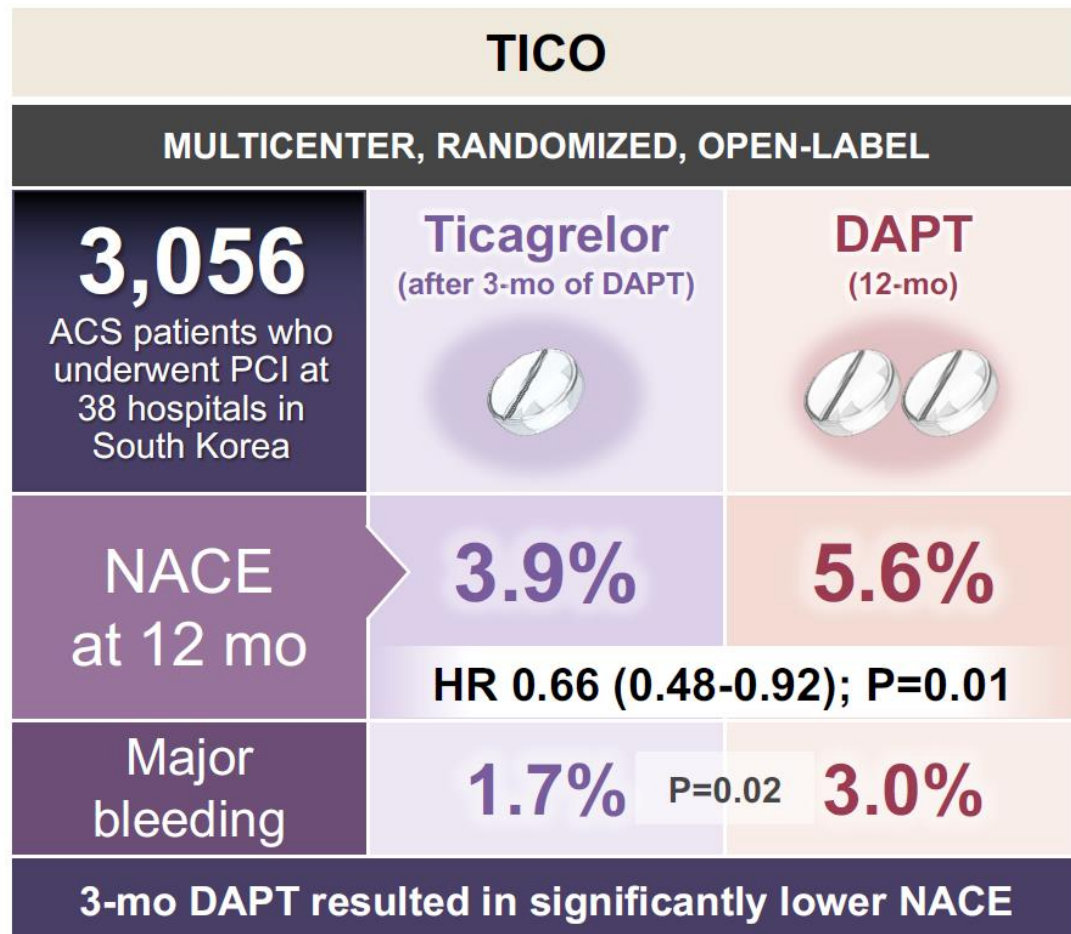 TICO
MULTICENTER, RANDOMIZED, OPEN-LABEL
3,056
ACS patients who
underwent PCI at
38 hospitals in
South Korea
Ticagrelor
(after 3-mo of DAPT)
DAPT
(12-mo)
NACE
at 12 mo
3.9%
5.6%
HR 0.66 (0.48-0.92); P=0.01
Major
bleeding
1.7%
P=0.02
3.0%
3-mo DAPT resulted in significantly lower NACE